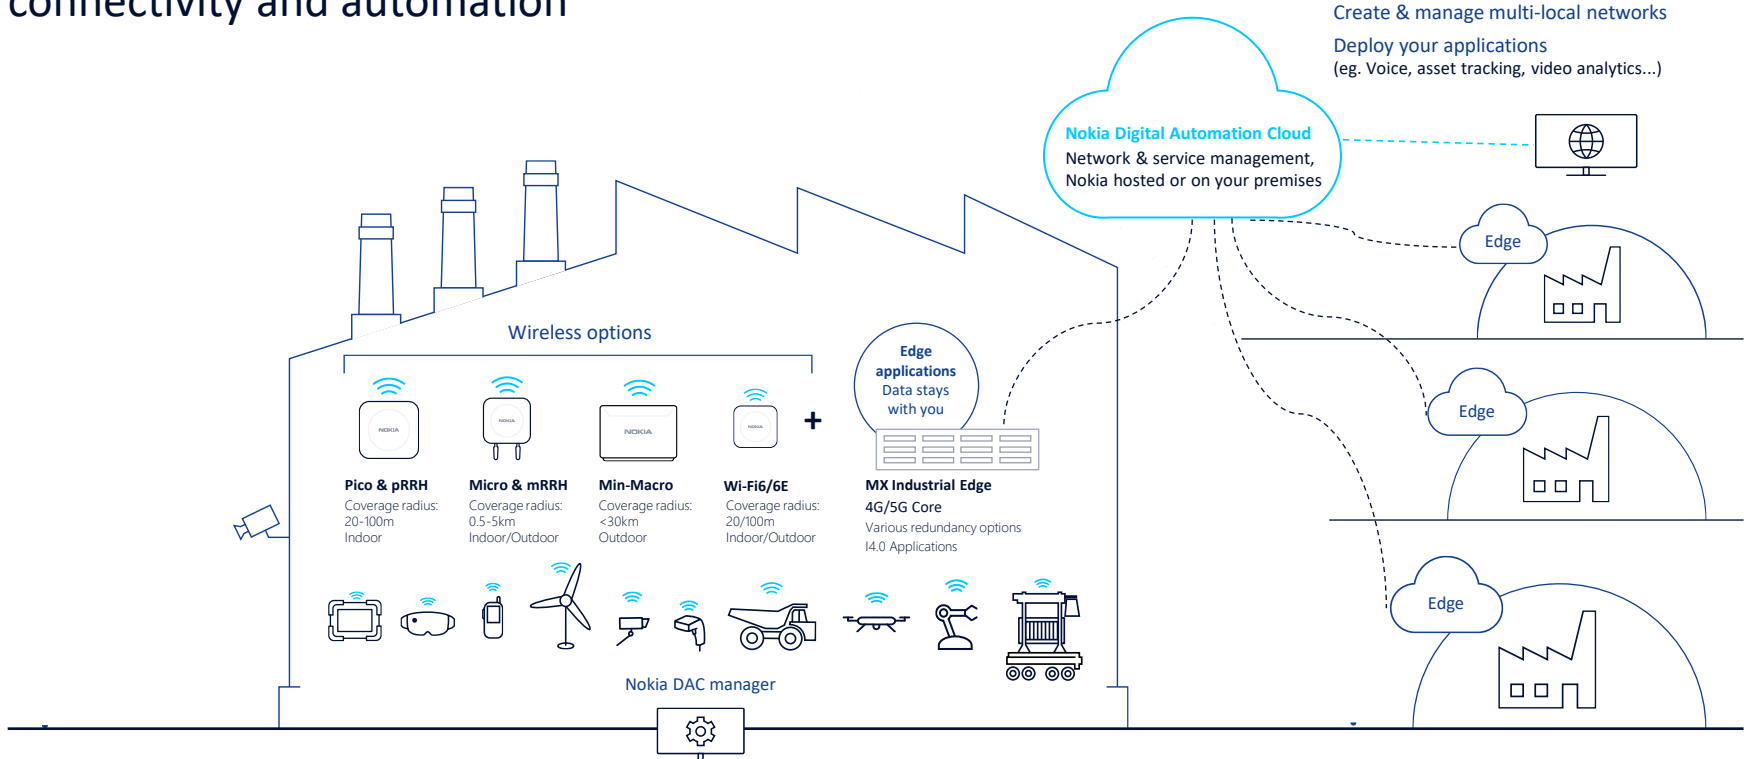 connectivity and automation
Create & manage multi-local networks
Deploy your applications
(eg. Voice, asset tracking, video analytics...)
Nokia Digital Automation Cloud
Network & service management,
Nokia hosted or on your premises
Edge
Edge
Edge
Wireless options
Edge
applications
Data stays
with you
NOKIA
NOKIA
NOKIA
NOKIA
+
Pico & pRRH
Coverage radius:
20-100m
Indoor
Micro & mRRH
Coverage radius:
0.5-5km
Indoor/Outdoor
Min-Macro
Coverage radius:
<30km
Outdoor
Wi-Fi6/6E
Coverage radius:
20/100m
Indoor/Outdoor
MX Industrial Edge
4G/5G Core
Various redundancy options
I4.0 Applications
Nokia DAC manager